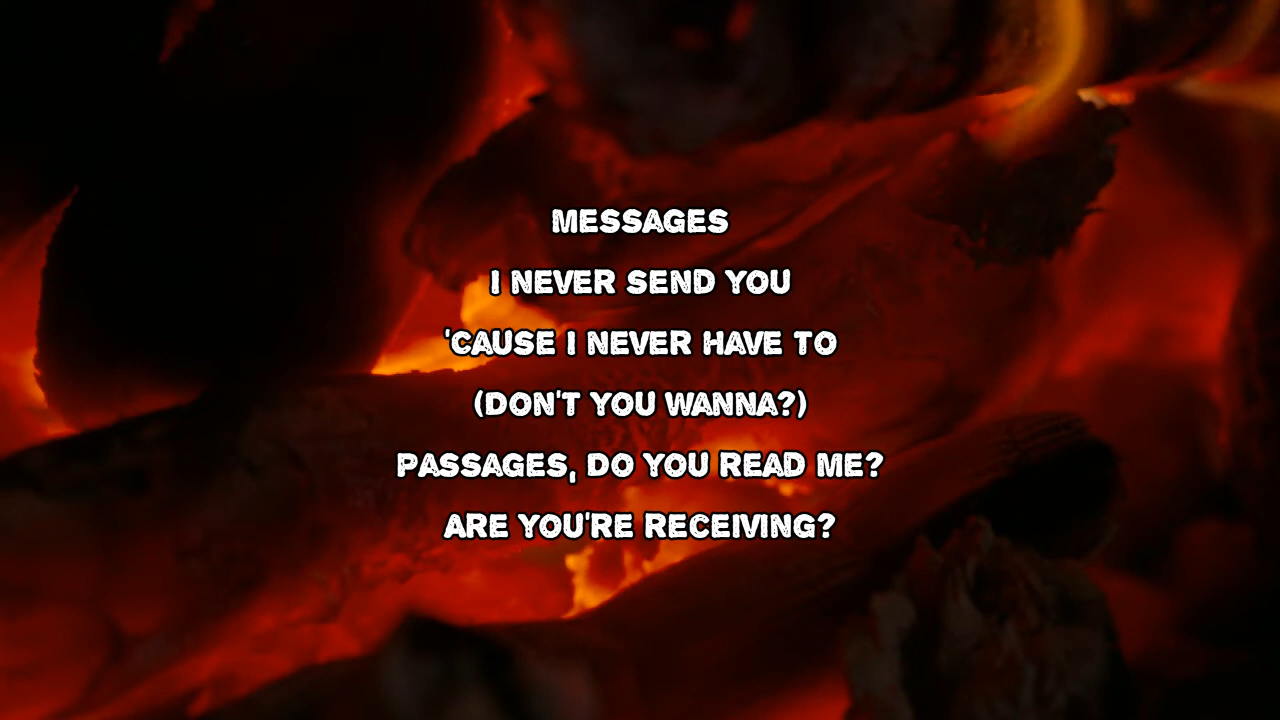 MESSAGES
I NEVER SEND YOU
'CAUSE I NEVER HAVE TO
(DON'T YOU WANNA?)
PASSAGES, DO YOU READ ME?
ARE YOU'RE RECEIVING?